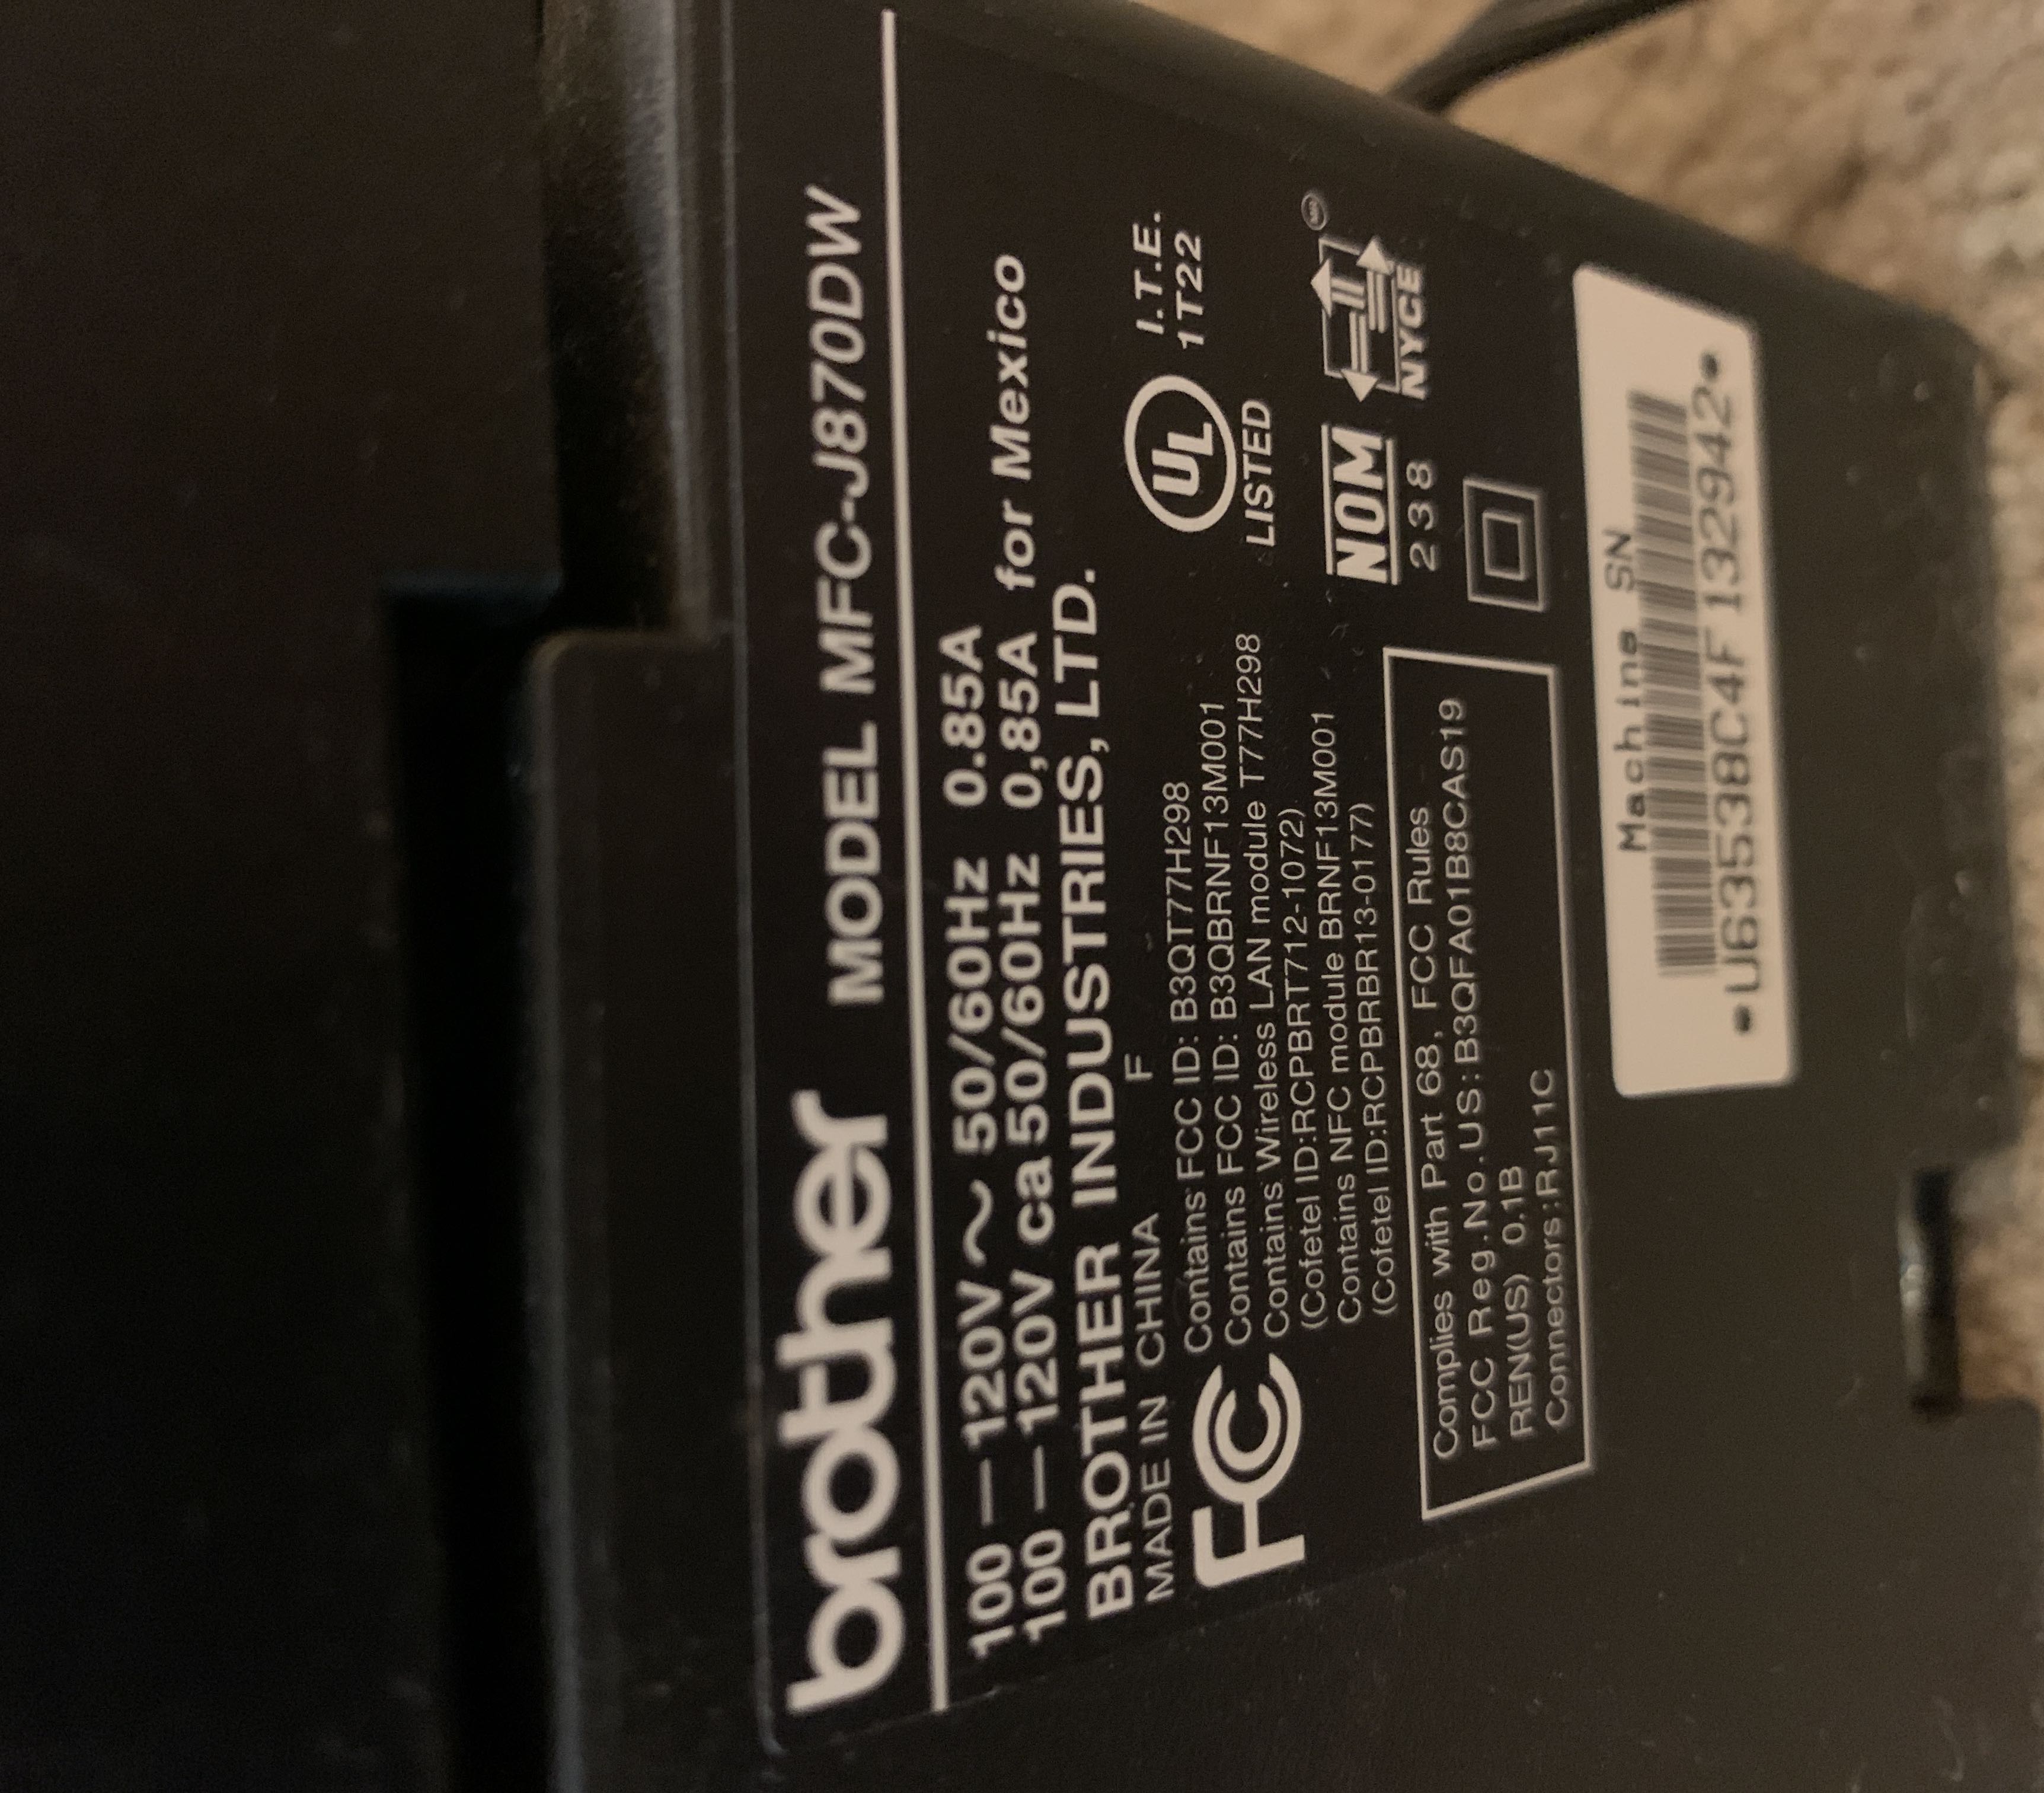 brother MODEL MFC-J870DW
100 — 120V ~ 50/60Hz 0.85A
100 — 120V ca 50/60Hz 0,85A for Mexico
BROTHER INDUSTRIES, LTD.
MADE IN CHINA F
FC Contains FCC ID: B3QT77H298
Contains FCC ID: B3QBRNF13M001
Contains Wireless LAN module T77H298
(Cofetel ID:RCPBRT712-1072)
Contains NFC module BRNF13M001
(Cofetel ID:RCPBRBR13-0177)
UL I.T.E.
1T22
LISTED
NOM
238
NYCE
Complies with Part 68, FCC Rules
FCC Reg.No.US:B3QFA01B8CAS19
REN(US) 0.1B
Connectors:RJ11C
Machine SN
•U63538C4F132942•